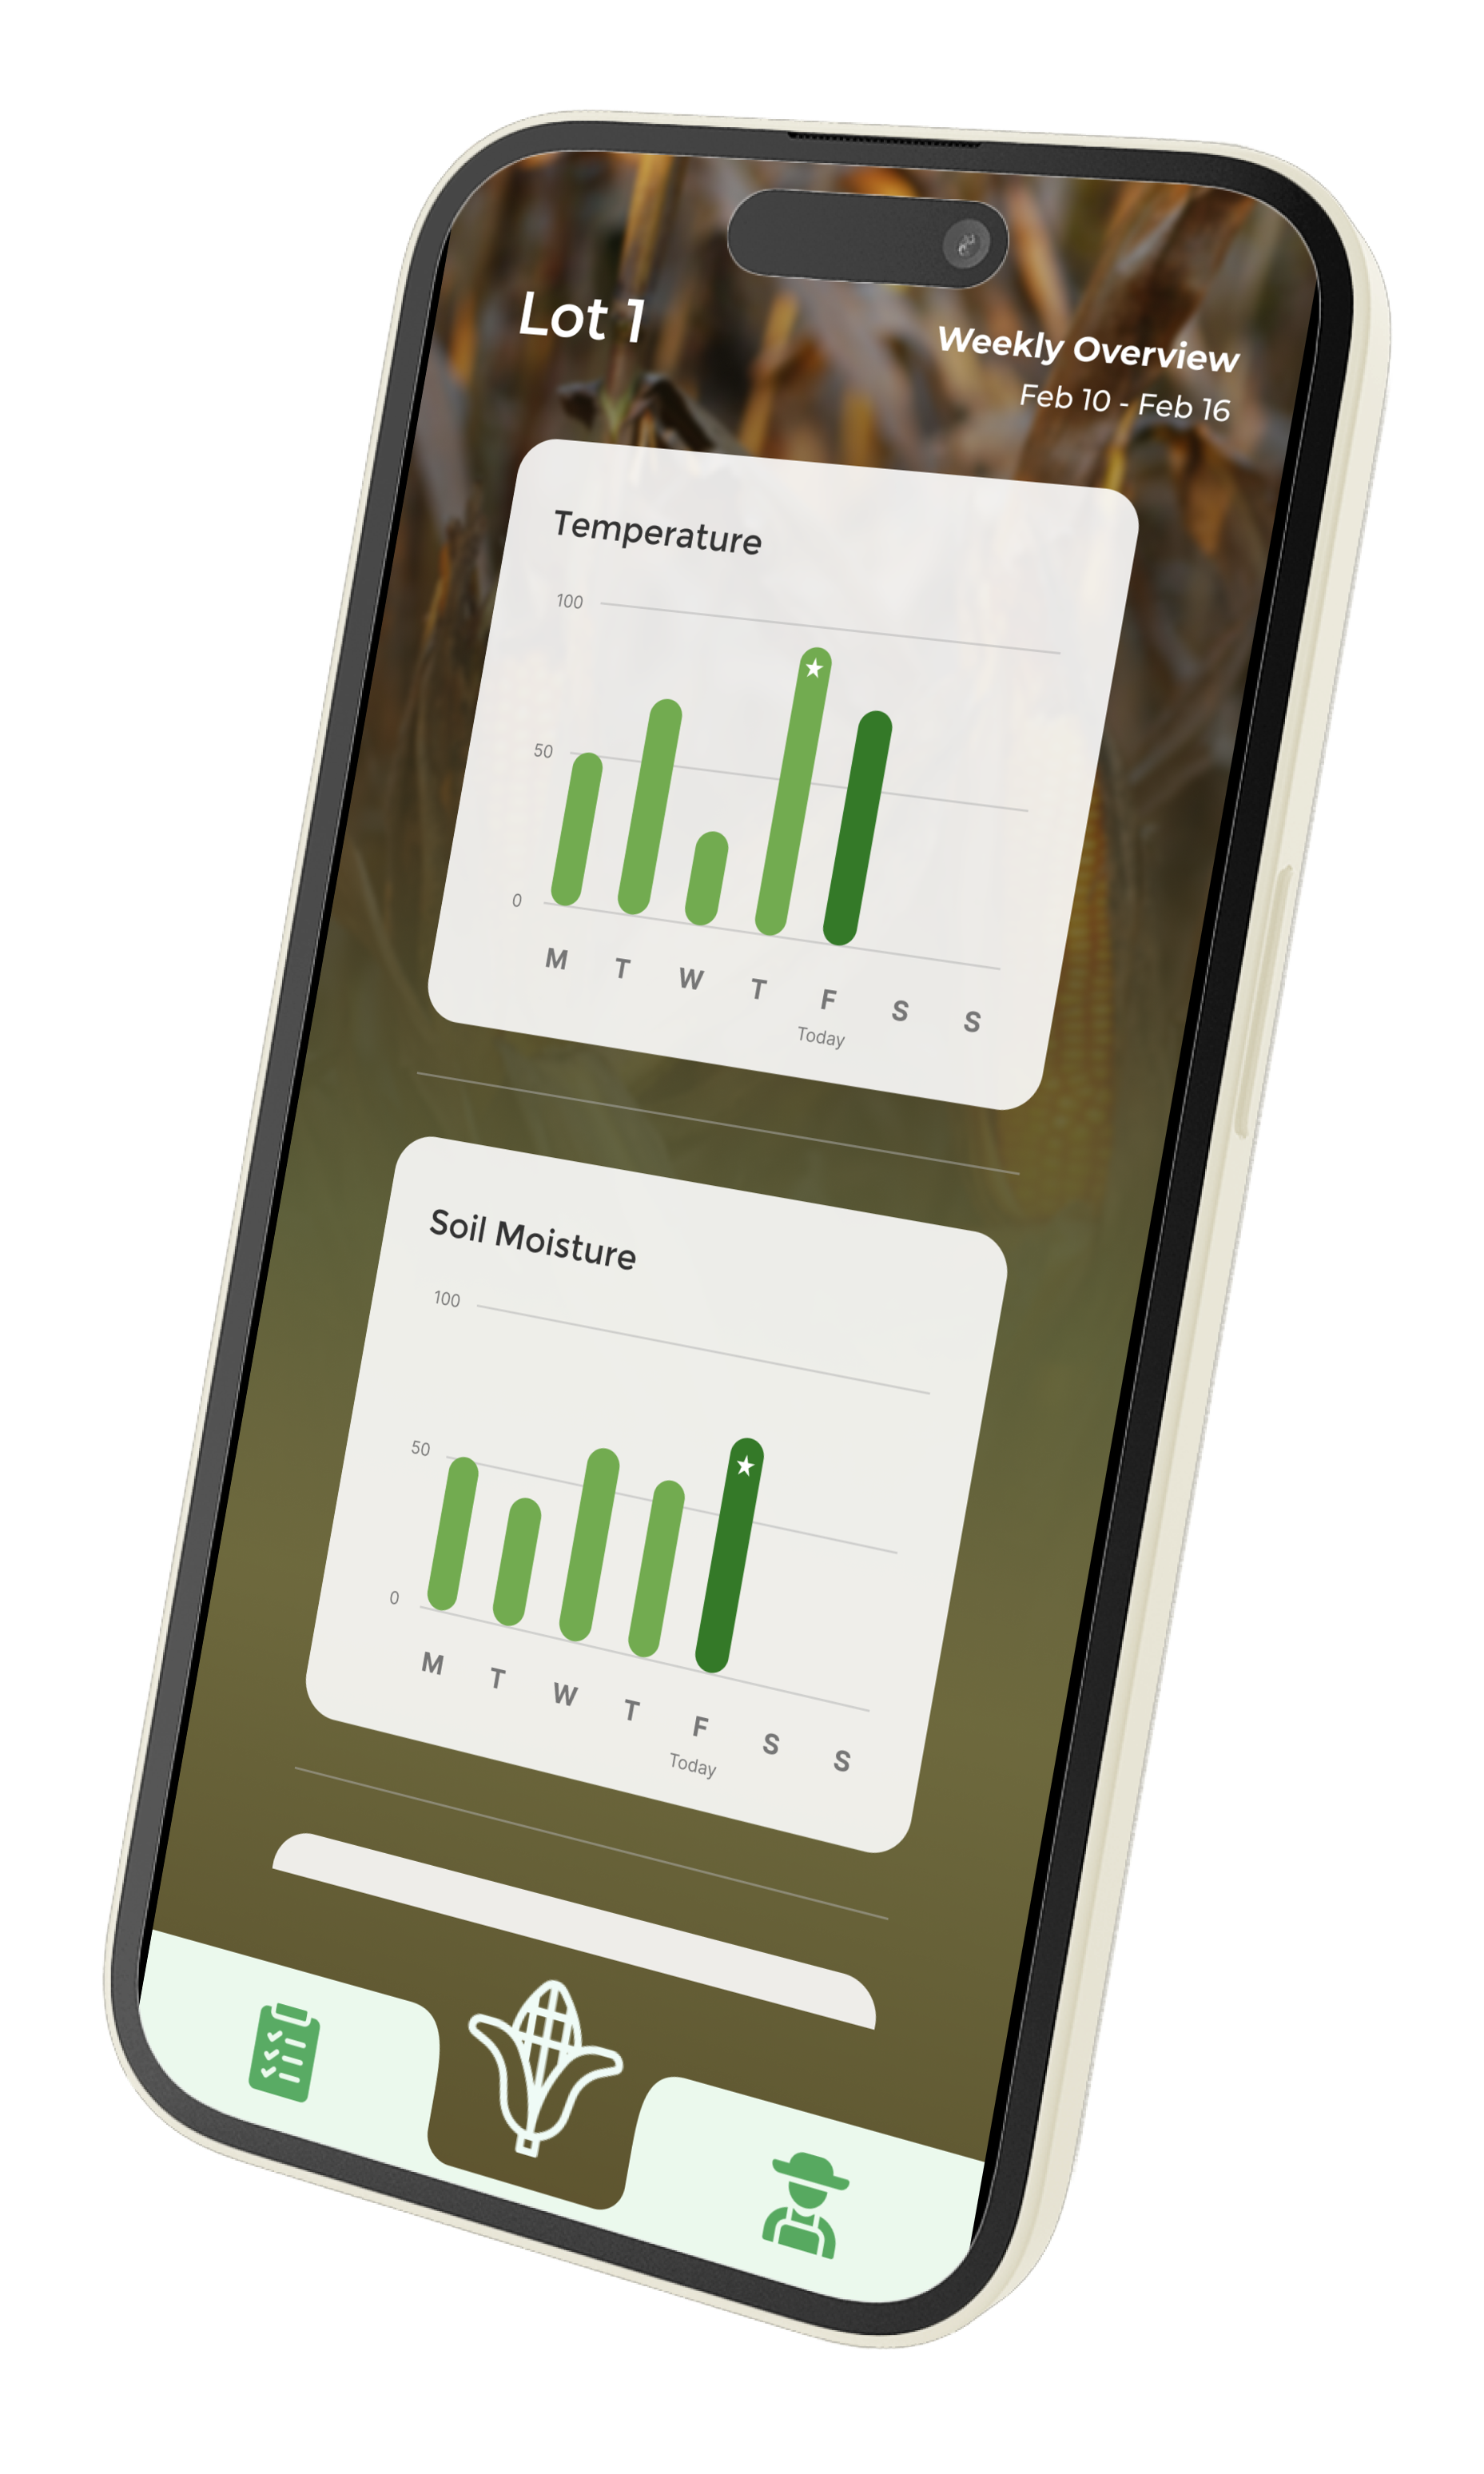 Lot 1
Weekly Overview
Feb 10 - Feb 16
Temperature
100
50
0
M T W T F S S
Today
Soil Moisture
100
50
0
M T W T F S S
Today